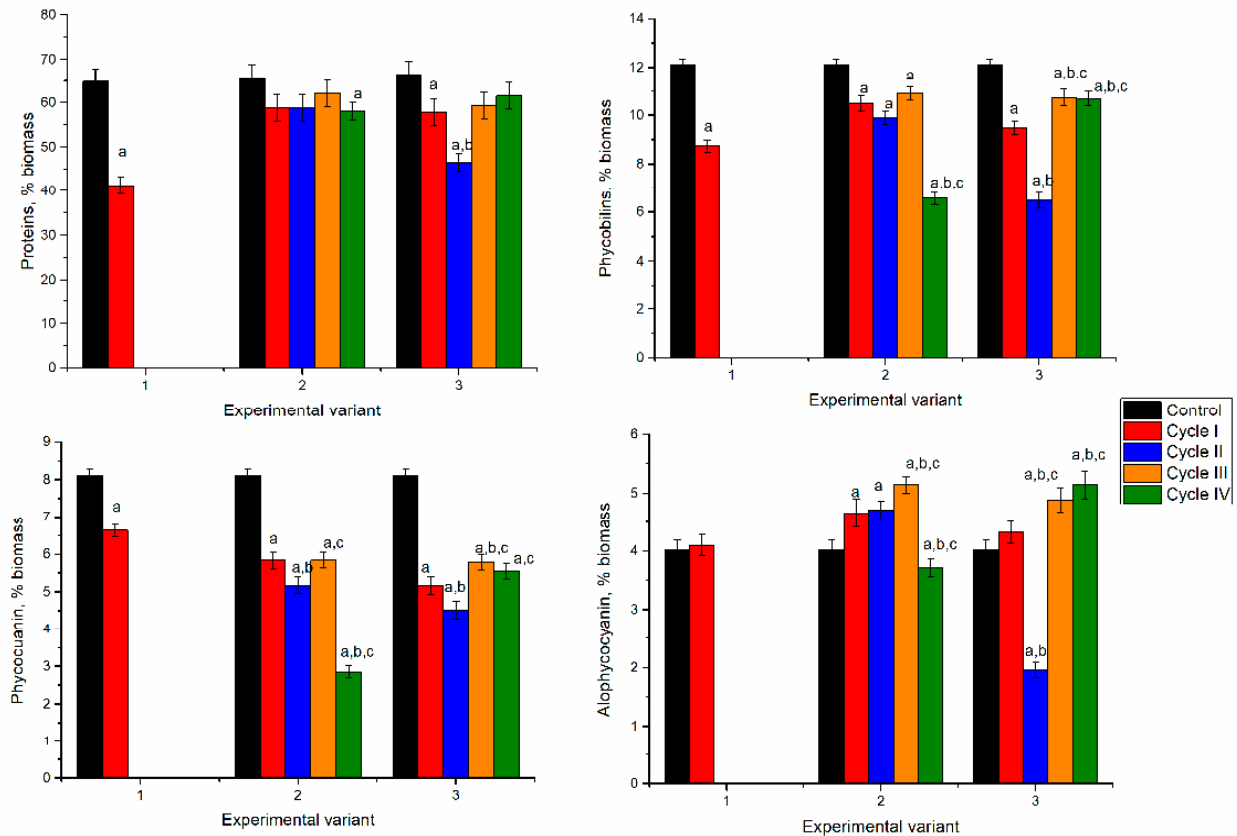 80
70
65
60
50
40
30
20
10
0
Proteins, % biomass
a
a
a
a,b
1
2
3
Experimental variant
14
12
10
8
6
4
2
0
Phycobilins. % biomass
a
a
a
a
a.b.c
a
a,b
a,b.c
a,b,c
1
2
3
Experimental variant
9
8
7
6
5
4
3
2
1
0
Phycocuanin, % biomass
a
a
a,b
a,c
a,b,c
a
a,b
a,b,c
a,c
1
2
3
Experimental variant
6
5
4
3
2
1
0
Alophycocyanin, % biomass
a
a
a,b,c
a,b,c
a,b
a,b,c
a,b,c
1
2
3
Experimental variant
Control
Cycle I
Cycle II
Cycle III
Cycle IV